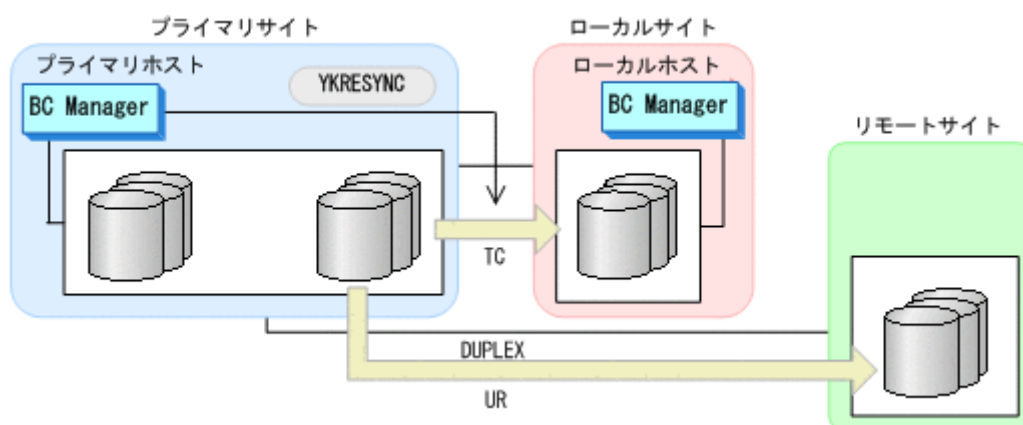 プライマリサイト
ローカルサイト
プライマリホスト
YKRESYNC
ローカルホスト
BC Manager
BC Manager
リモートサイト
TC
DUPLEX
UR